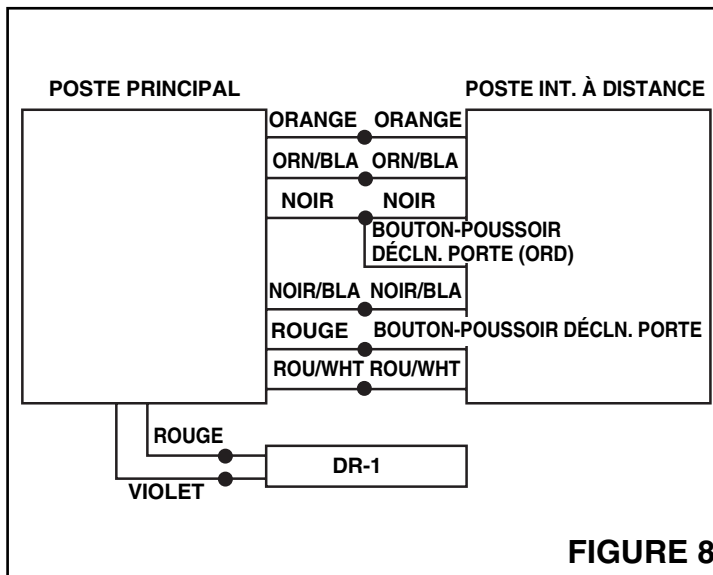 POSTE PRINCIPAL POSTE INT. À DISTANCE
ORANGE ORANGE
ORN/BLA ORN/BLA
NOIR NOIR
BOUTON-POUSSOIR
DÉCLN. PORTE (ORD)
NOIR/BLA NOIR/BLA
ROUGE BOUTON-POUSSOIR DÉCLN. PORTE
ROU/WHT ROU/WHT
ROUGE
DR-1
VIOLET
FIGURE 8